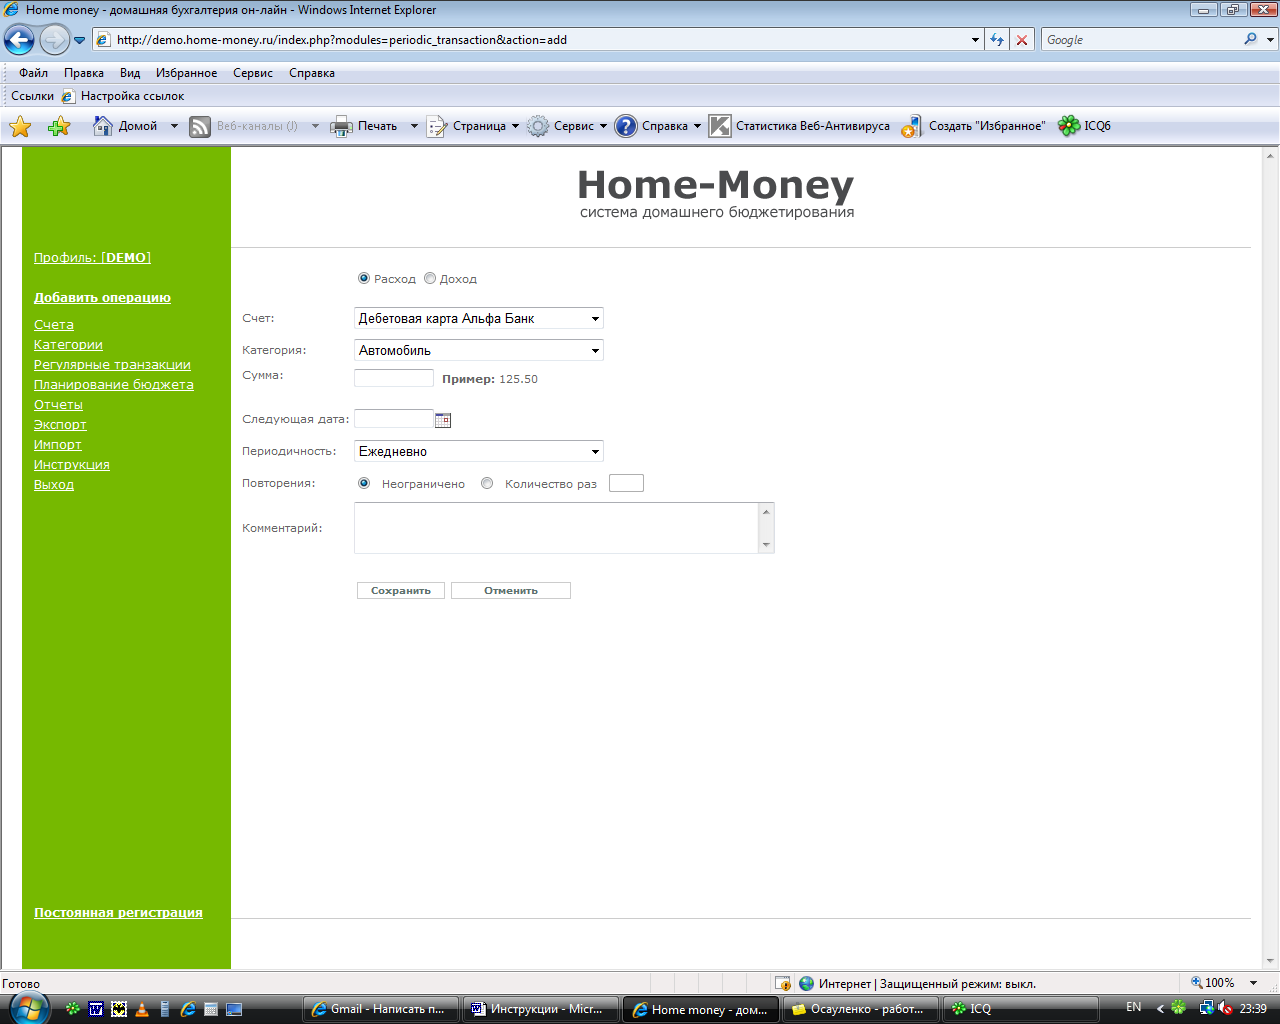 Home money - домашняя бухгалтерия он-лайн - Windows Internet Explorer
http://demo.home-money.ru/index.php?modules=periodic_transaction&action=add
Google
Файл Правка Вид Избранное Сервис Справка
Ссылки Настройка ссылок
Домой Веб-каналы (J) Печать Страница Сервис Справка Статистика Веб-Антивируса Создать "Избранное" ICQ6
Home-Money
система домашнего бюджетирования
Профиль: [DEMO]
Добавить операцию
Счета
Категории
Регулярные транзакции
Планирование бюджета
Отчеты
Экспорт
Импорт
Инструкция
Выход
Постоянная регистрация
Расход Доход
Счет: Дебетовая карта Альфа Банк
Категория: Автомобиль
Сумма: Пример: 125.50
Следующая дата:
Периодичность: Ежедневно
Повторения: Неограничено Количество раз
Комментарий:
Сохранить Отменить
Готово Интернет | Защищенный режим: выкл. 100%
Gmail - Написать п... Инструкции - Micr... Home money - дом... Осауленко - работ... ICQ EN 23:39